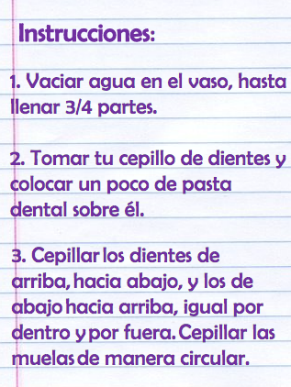 Instrucciones:
1. Vaciar agua en el vaso, hasta
llenar 3/4 partes.
2. Tomar tu cepillo de dientes y
colocar un poco de pasta
dental sobre él.
3. Cepillar los dientes de
arriba, hacia abajo, y los de
abajo hacia arriba, igual por
dentro y por fuera. Cepillar las
muelas de manera circular.